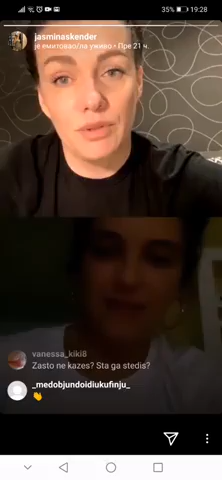 35% 19:28
jasminaskender
је емитовао/ла уживо • Пре 21 ч.
vanessa_kiki8
Zasto ne kazes? Sta ga stedis?
_medobjundoidiukufinju_
👏